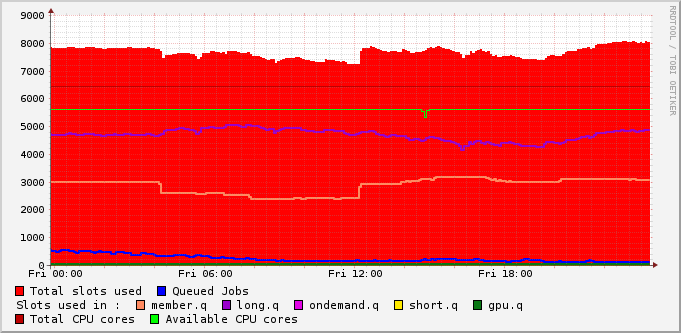 9000
8000
7000
6000
5000
4000
3000
2000
1000
0
Fri 00:00 Fri 06:00 Fri 12:00 Fri 18:00
RRDTOOL / TOBI OETIKER
Total slots used Queued Jobs
Slots used in : member.q long.q ondemand.q short.q gpu.q
Total CPU cores Available CPU cores